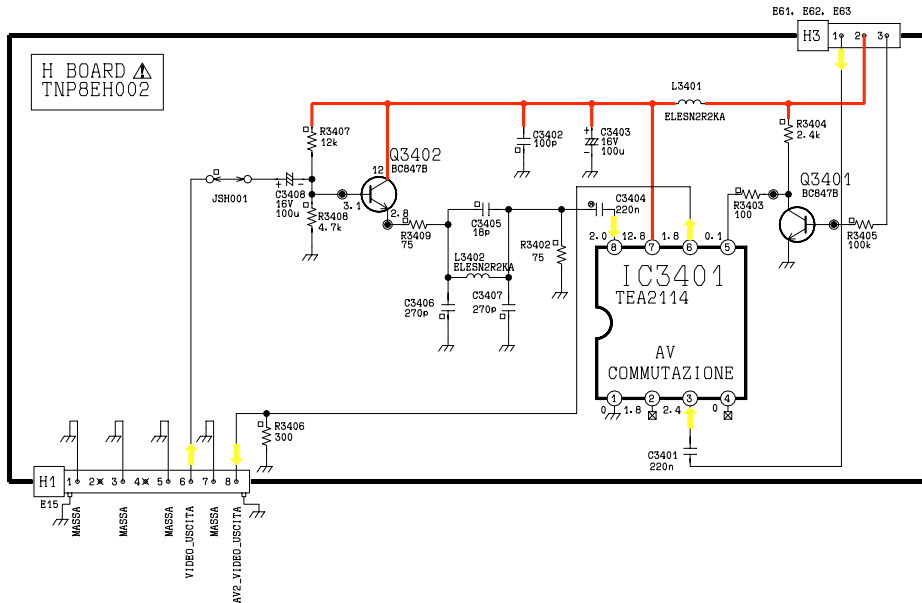 E61. E62. E63
H3 1 2 3
H BOARD ⚠
TNP8EH002
L3401
ELESN2R2KA
R3407
12k
Q3402
BC847B
12
3.1
2.8
C3402
100p
C3403
16V
100u
+
-
R3404
2.4k
Q3401
BC847B
R3403
100
R3405
100k
JSH001
+ -
C3408
16V
100u
R3408
4.7k
R3409
75
C3405
18p
L3402
ELESN2R2KA
C3406
270p
C3407
270p
R3402
75
C3404
220n
2.0 12.8 1.8 0.1
8 7 6 5
IC3401
TEA2114
AV
COMMUTAZIONE
1 2 3 4
0 1.8 2.4 0
C3401
220n
R3406
300
H1 1 2 3 4 5 6 7 8
E15
MASSA
MASSA
MASSA
VIDEO_USCITA
MASSA
AV2_VIDEO_USCITA